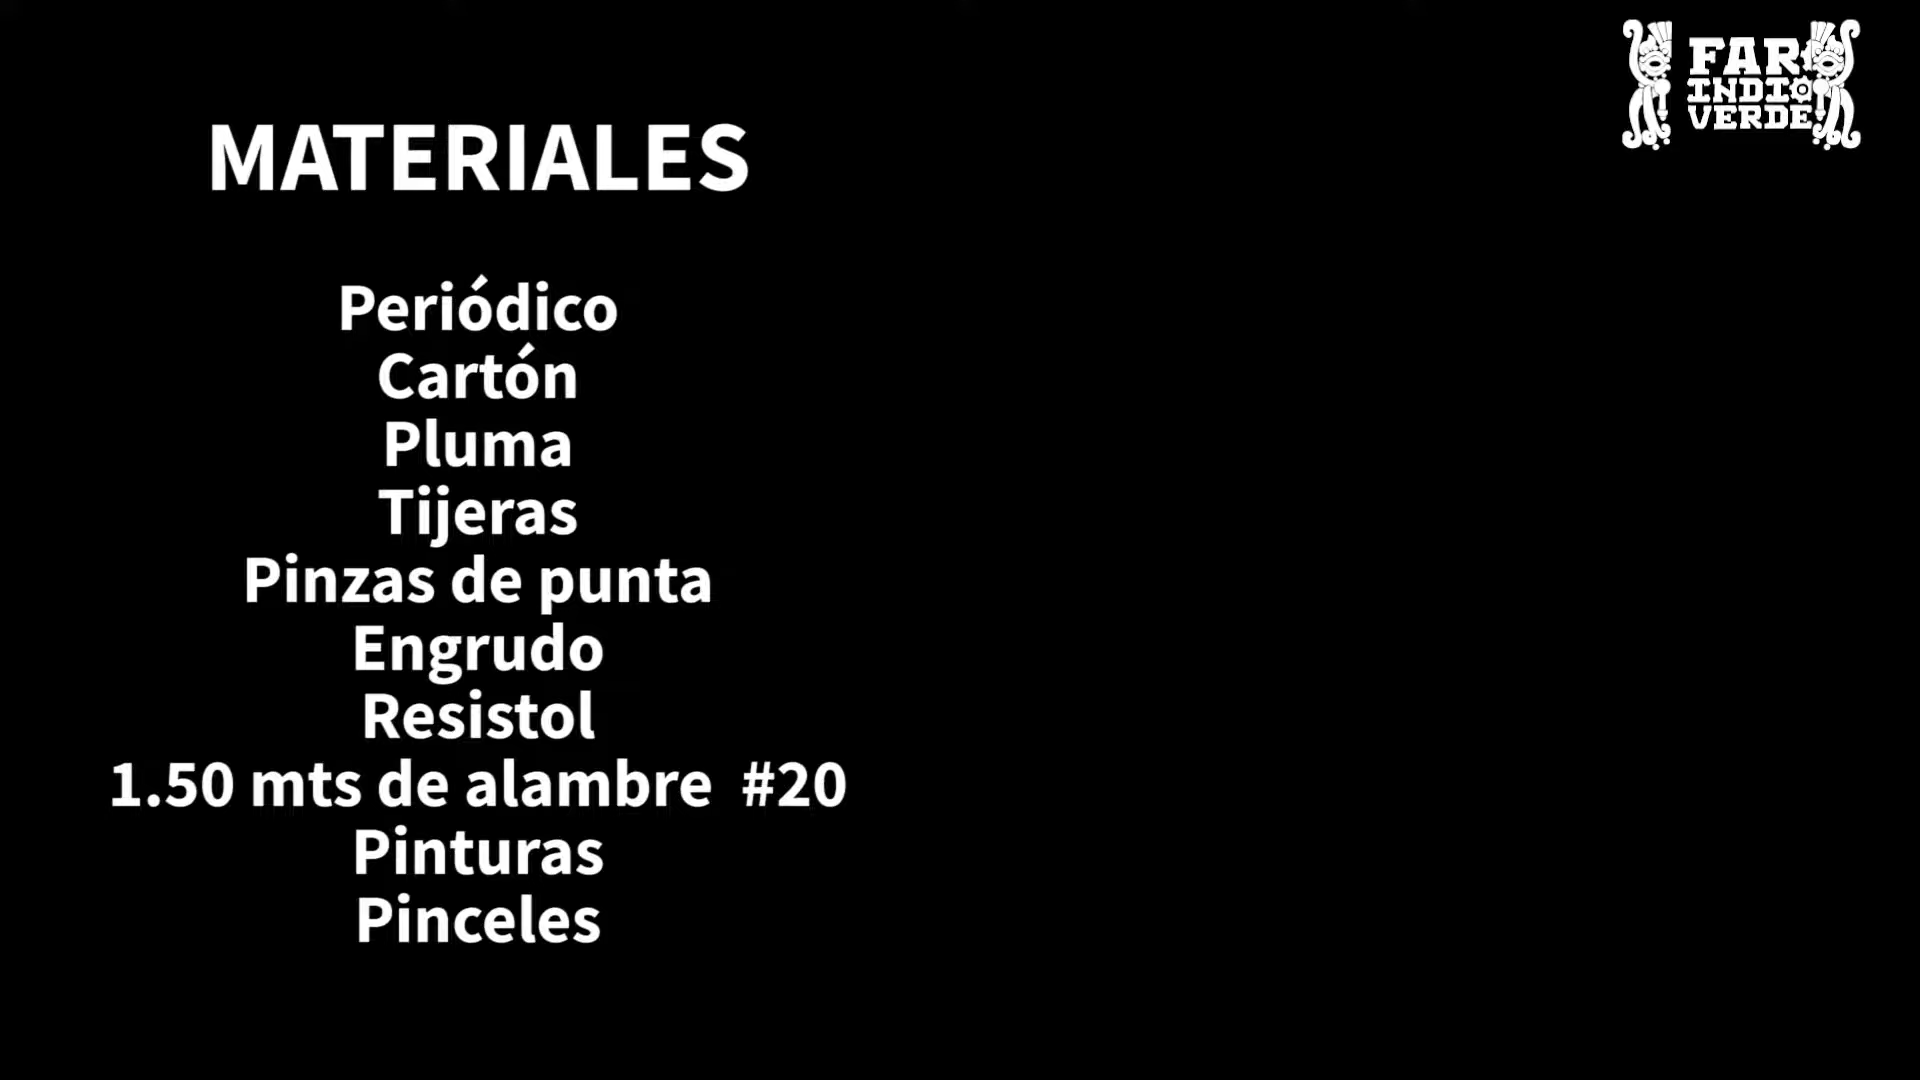 MATERIALES
Periódico
Cartón
Pluma
Tijeras
Pinzas de punta
Engrudo
Resistol
1.50 mts de alambre  #20
Pinturas
Pinceles
FARO
INDIO
VERDE